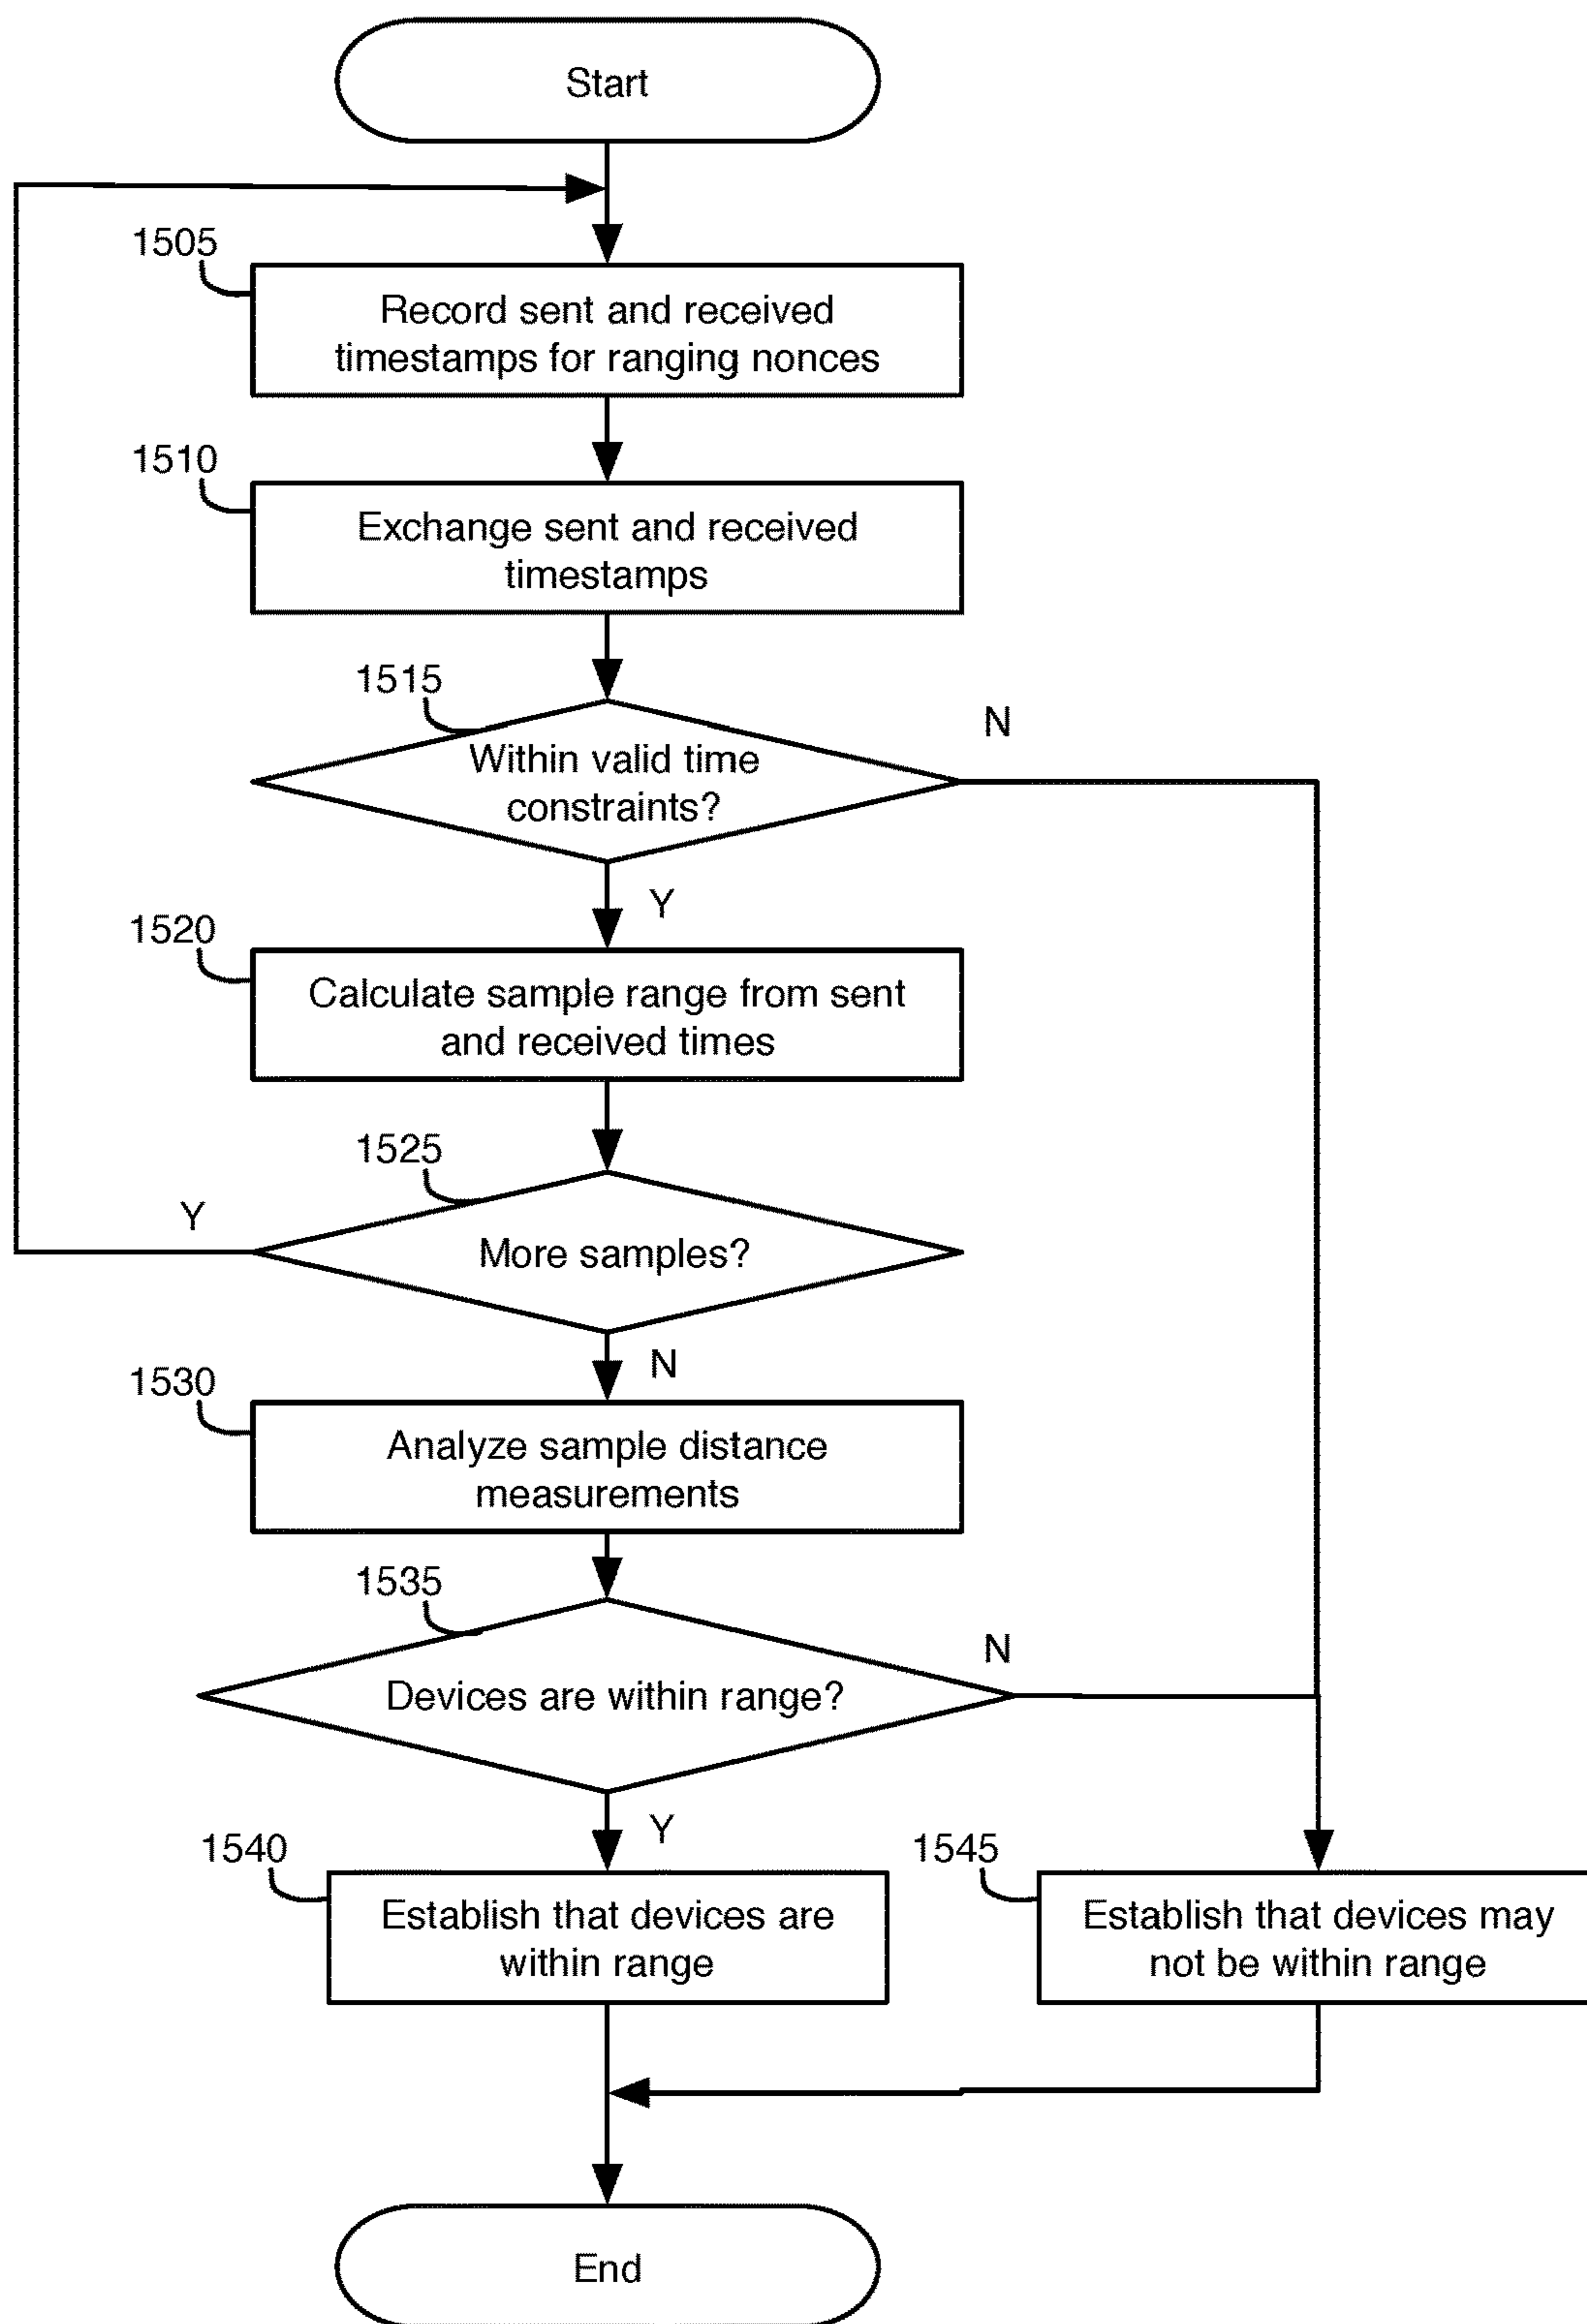 Start
1505
Record sent and received
timestamps for ranging nonces
1510
Exchange sent and received
timestamps
1515
N
Within valid time
constraints?
Y
1520
Calculate sample range from sent
and received times
1525
Y
More samples?
N
1530
Analyze sample distance
measurements
1535
N
Devices are within range?
Y
1540
Establish that devices are
within range
1545
Establish that devices may
not be within range
End